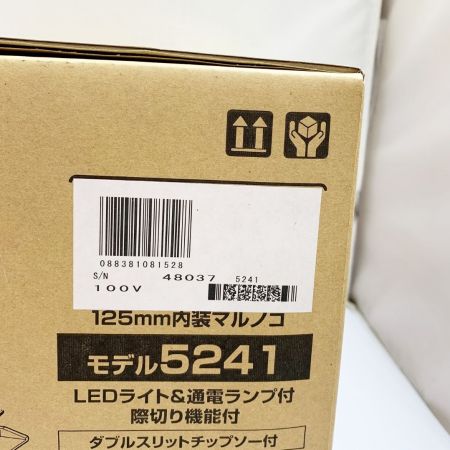 088381081528
S/N 48037 5241
100V
125mm内装マルノコ
モデル5241
LEDライト&通電ランプ付
際切り機能付
ダブルスリットチップソー付